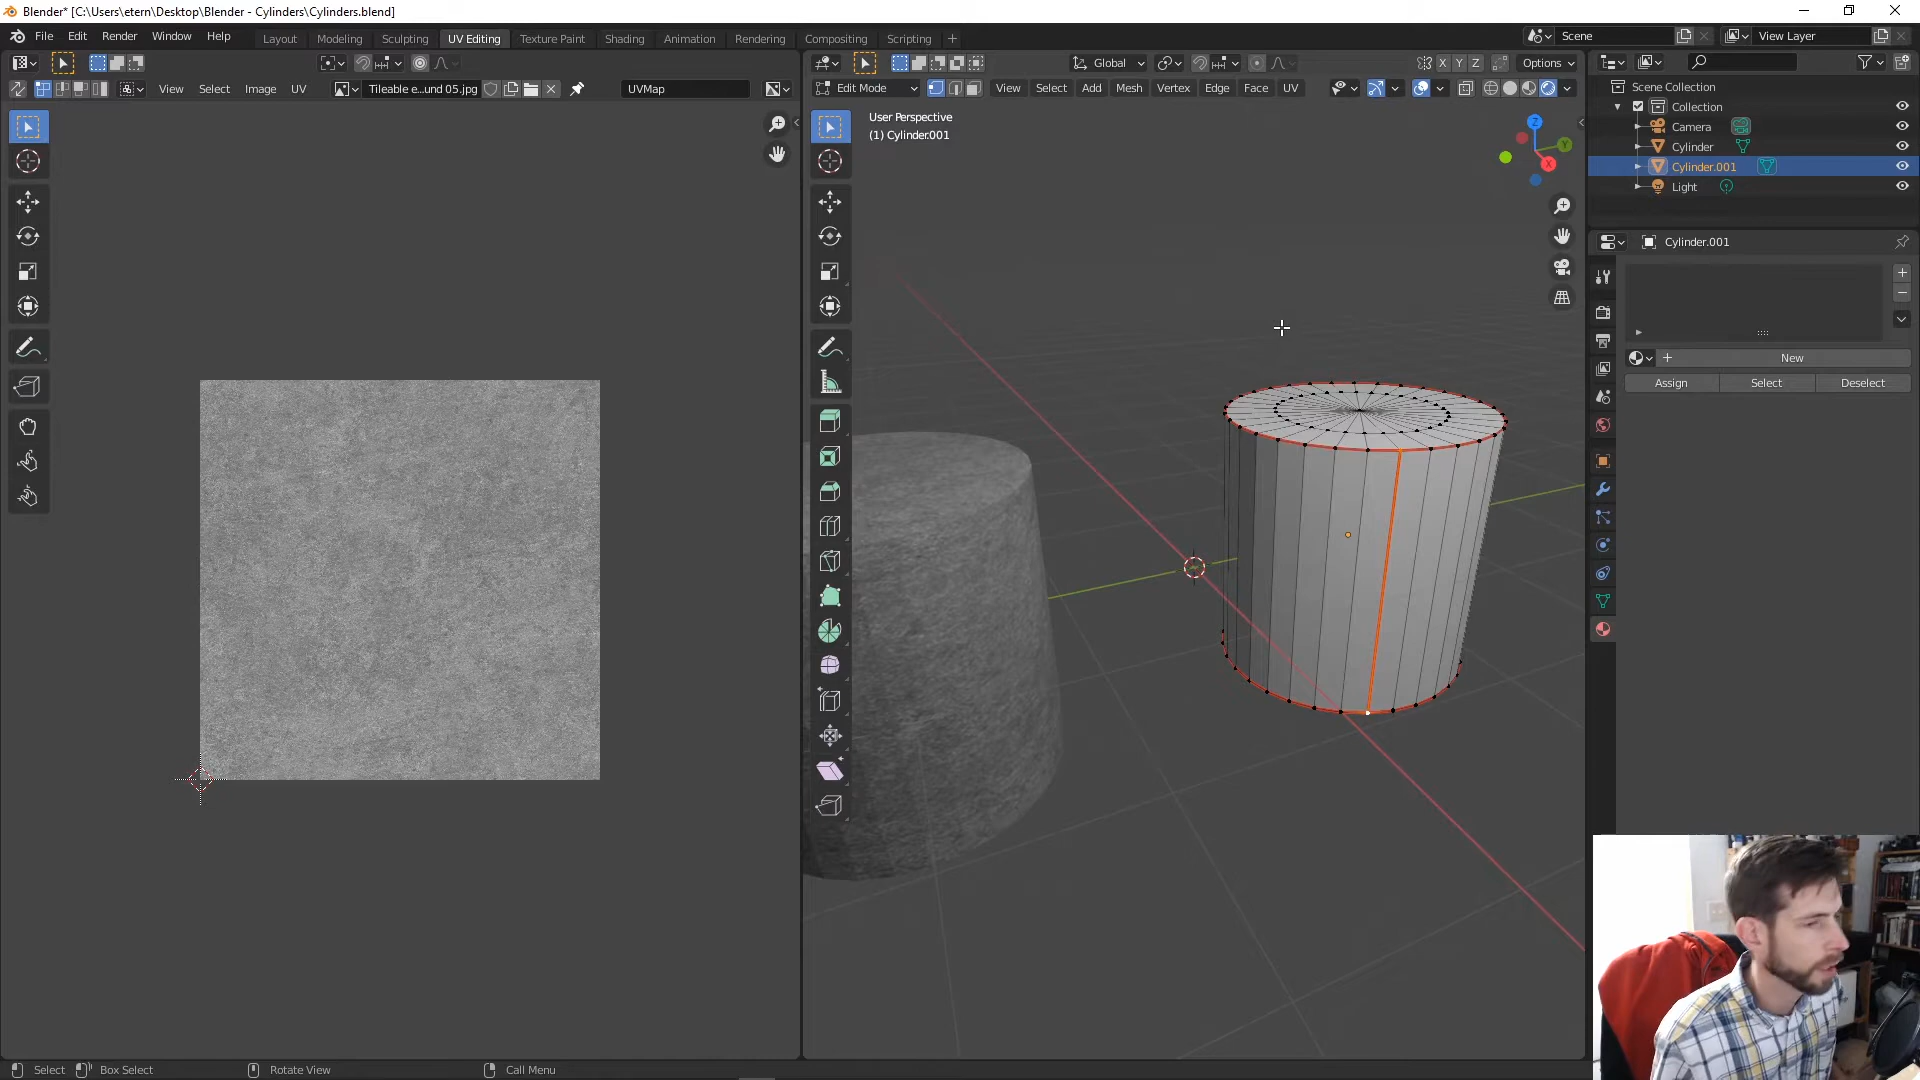 Blender* [C:\Users\etern\Desktop\Blender - Cylinders\Cylinders.blend]
File Edit Render Window Help
Layout Modeling Sculpting UV Editing Texture Paint Shading Animation Rendering Compositing Scripting +
Scene
View Layer
Global
X Y Z
Options
View Select Image UV
Tileable e...und 05.jpg
UVMap
Edit Mode
View Select Add Mesh Vertex Edge Face UV
User Perspective
(1) Cylinder.001
Z
Y
X
Scene Collection
Collection
Camera
Cylinder
Cylinder.001
Light
Cylinder.001
New
Assign Select Deselect
Select Box Select Rotate View Call Menu